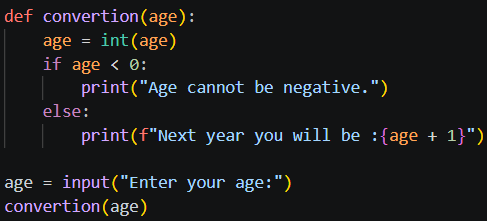 def convertion(age):
    age = int(age)
    if age < 0:
        print("Age cannot be negative.")
    else:
        print(f"Next year you will be :{age + 1}")

age = input("Enter your age:")
convertion(age)